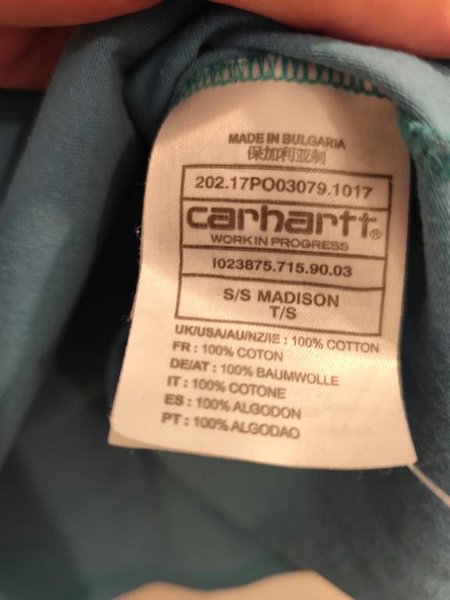 MADE IN BULGARIA
保加利亚制
202.17PO03079.1017
carhartt®
WORK IN PROGRESS
I023875.715.90.03
S/S MADISON
T/S
UK/USA/AU/NZ/IE : 100% COTTON
FR : 100% COTON
DE/AT : 100% BAUMWOLLE
IT : 100% COTONE
ES : 100% ALGODON
PT : 100% ALGODAO